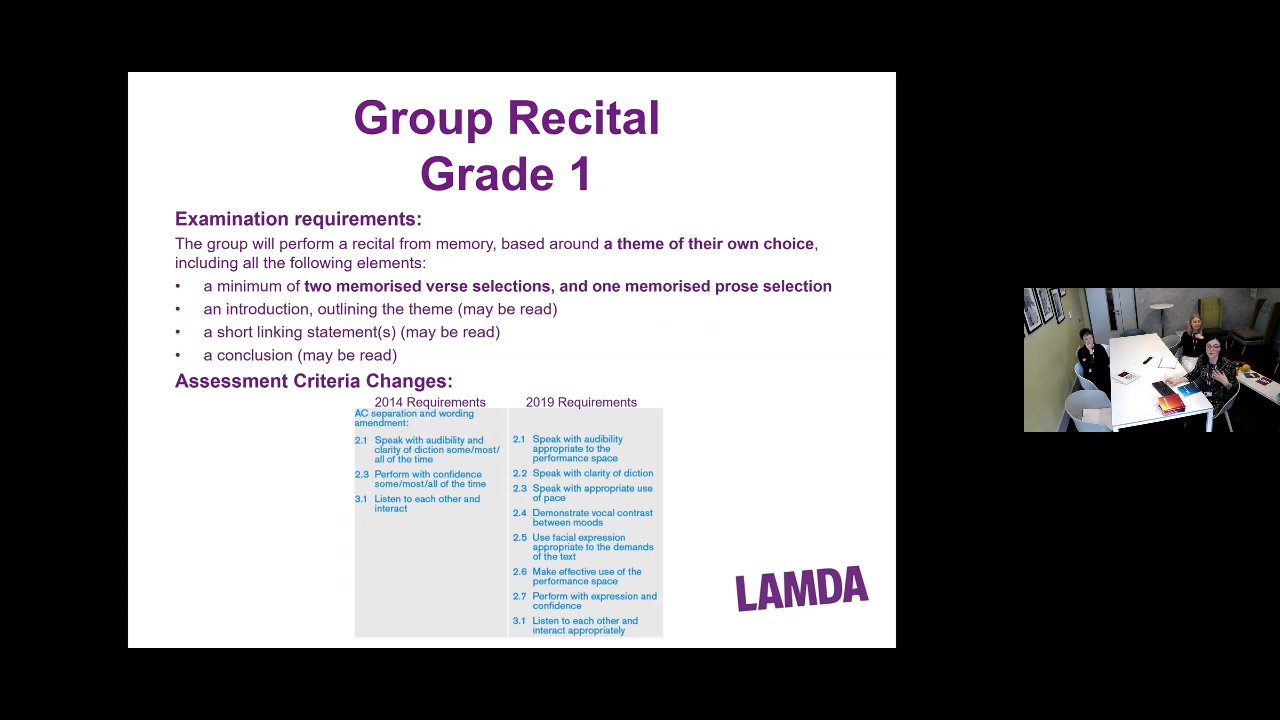 Group Recital
Grade 1
Examination requirements:
The group will perform a recital from memory, based around a theme of their own choice,
including all the following elements:
• a minimum of two memorised verse selections, and one memorised prose selection
• an introduction, outlining the theme (may be read)
• a short linking statement(s) (may be read)
• a conclusion (may be read)
Assessment Criteria Changes:
2014 Requirements
AC separation and wording
amendment:
2.1 Speak with audibility and
clarity of diction some/most/
all of the time
2.3 Perform with confidence
some/most/all of the time
3.1 Listen to each other and
interact
2019 Requirements
2.1 Speak with audibility
appropriate to the
performance space
2.2 Speak with clarity of diction
2.3 Speak with appropriate use
of pace
2.4 Demonstrate vocal contrast
between moods
2.5 Use facial expression
appropriate to the demands
of the text
2.6 Make effective use of the
performance space
2.7 Perform with expression and
confidence
3.1 Listen to each other and
interact appropriately
LAMDA